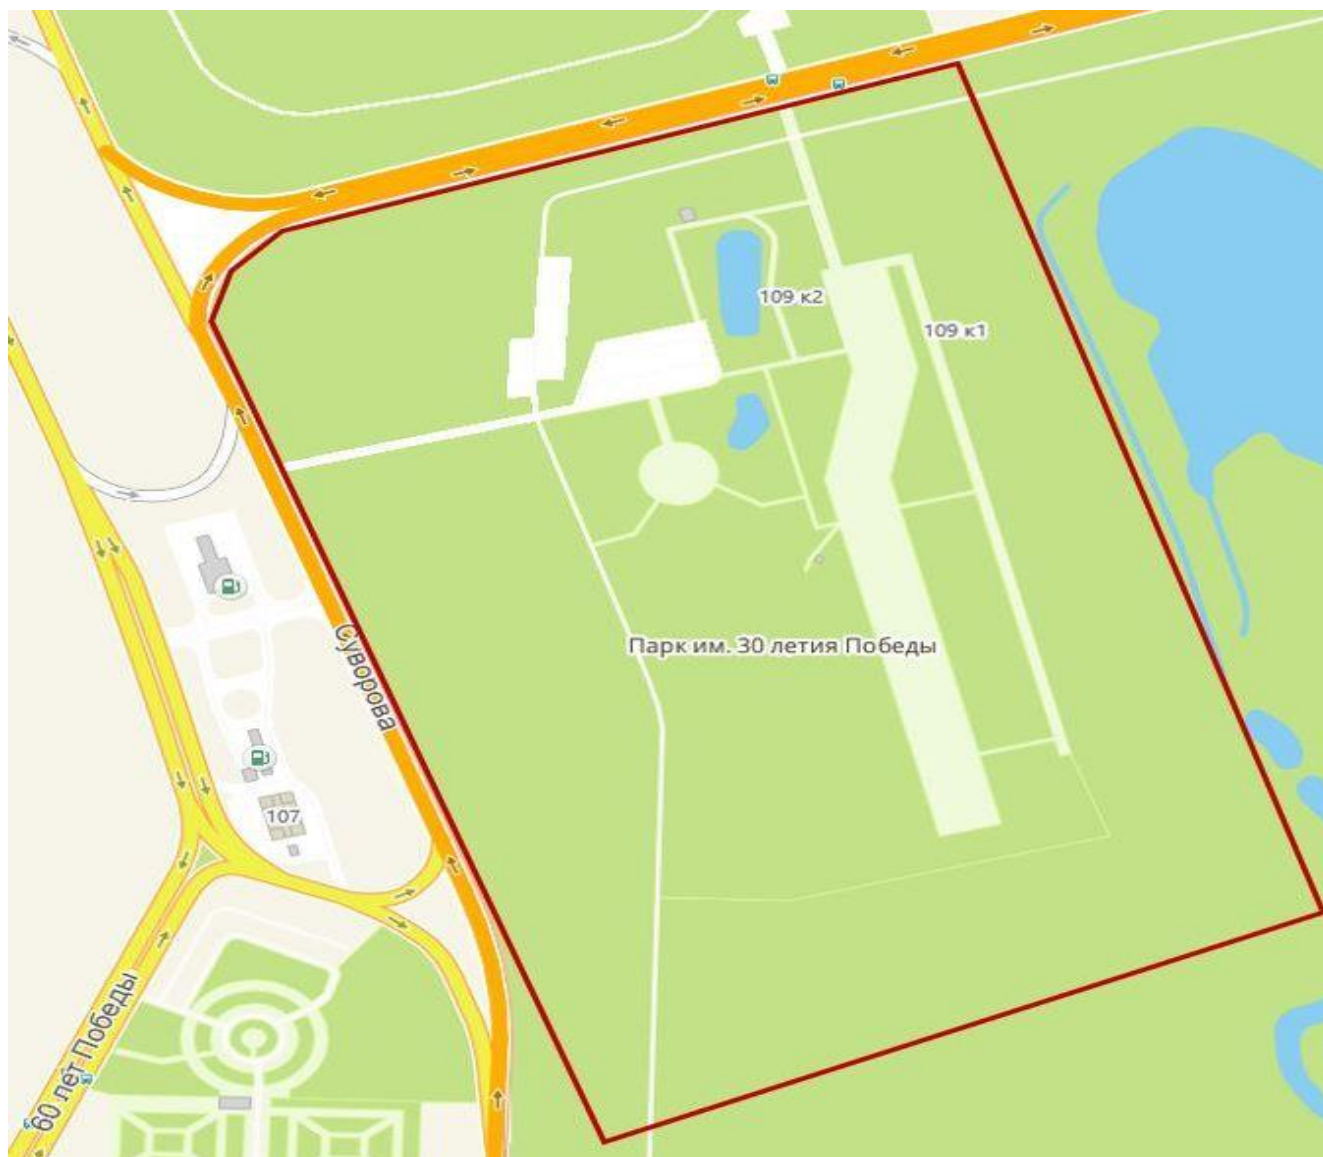 109 к2
109 к1
Парк им. 30 летия Победы
Суворова
107
60 лет Победы